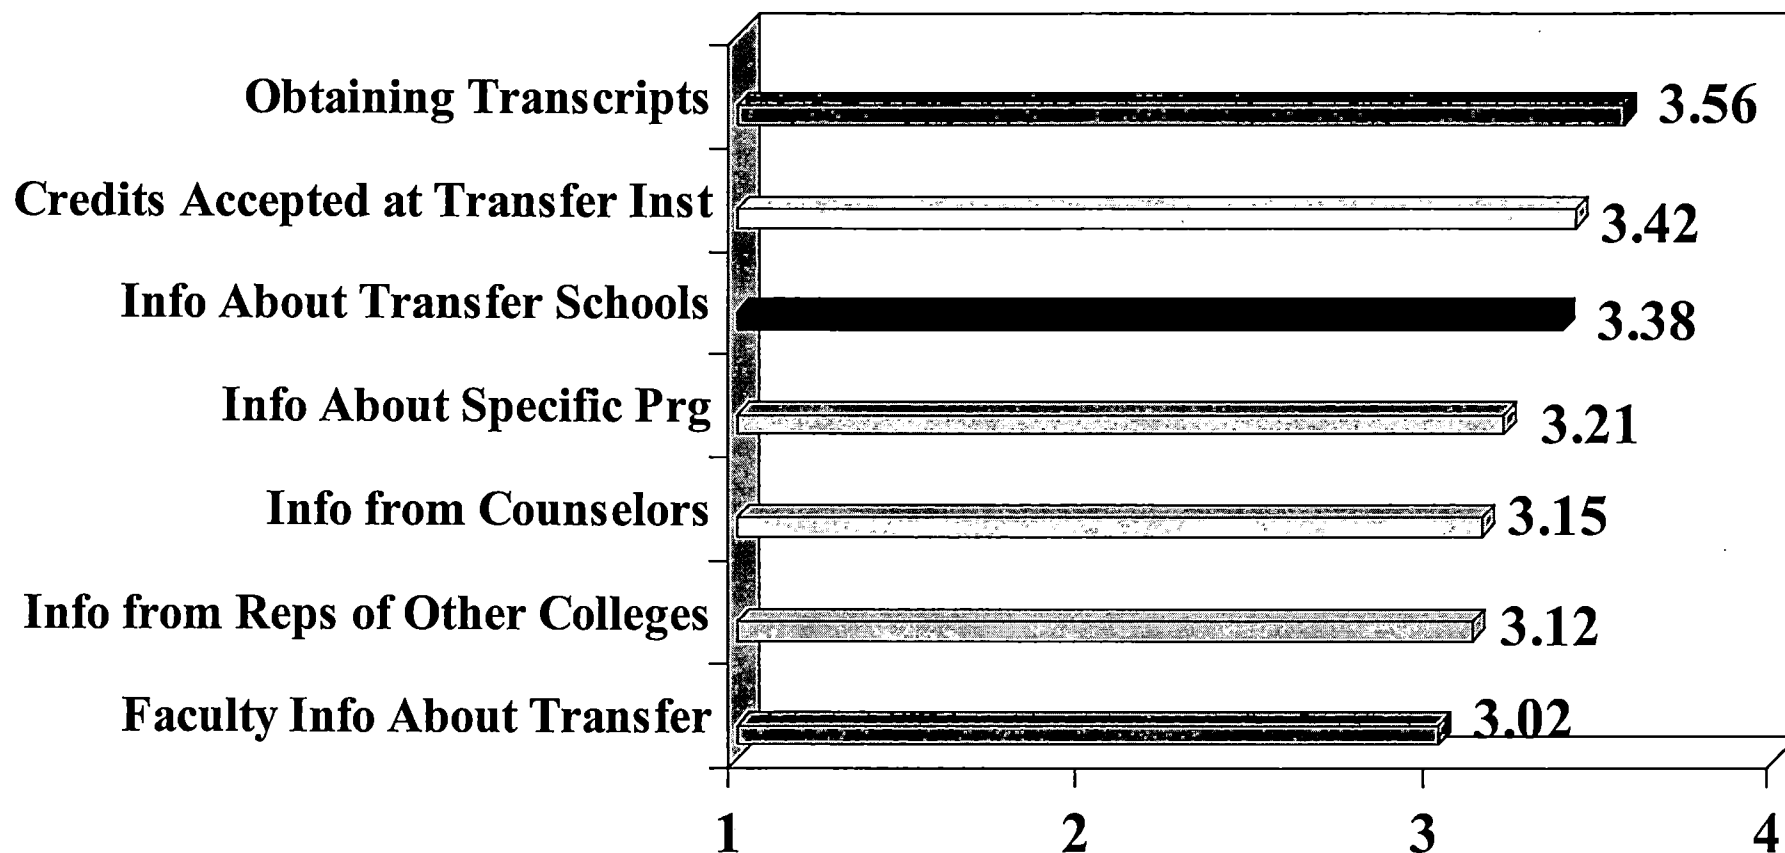 Obtaining Transcripts 3.56
Credits Accepted at Transfer Inst 3.42
Info About Transfer Schools 3.38
Info About Specific Prg 3.21
Info from Counselors 3.15
Info from Reps of Other Colleges 3.12
Faculty Info About Transfer 3.02
1 2 3 4